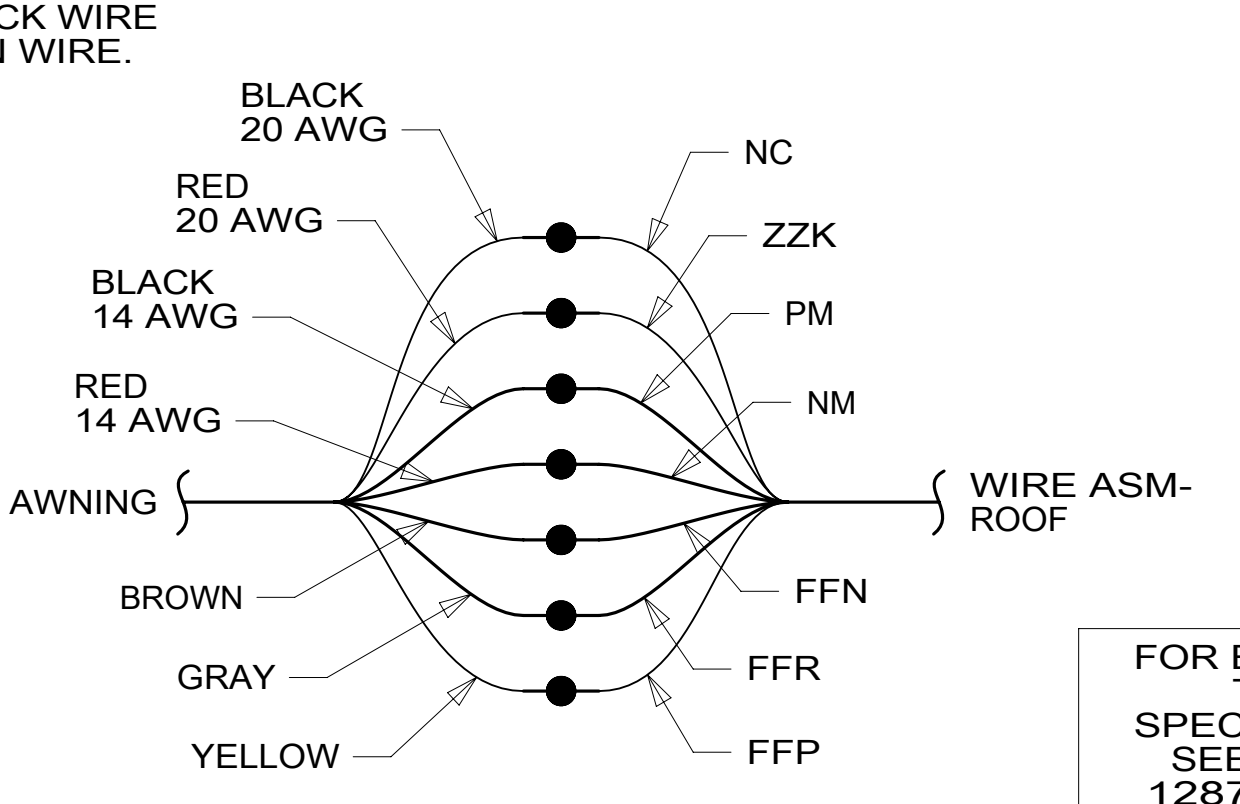 CK WIRE
N WIRE.
BLACK
20 AWG
NC
RED
20 AWG
ZZK
BLACK
14 AWG
PM
RED
14 AWG
NM
AWNING
WIRE ASM-
ROOF
BROWN
FFN
GRAY
FFR
YELLOW
FFP
FOR
SPEC
SEE
1287